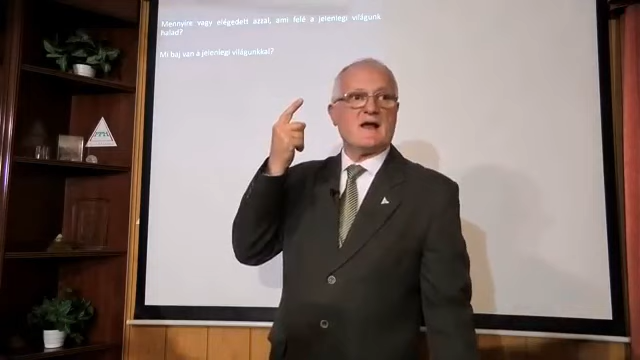 Mennyire vagy elégedett azzal, ami felé a jelenlegi világunk
halad?
Mi baj van a jelenlegi világunkkal?